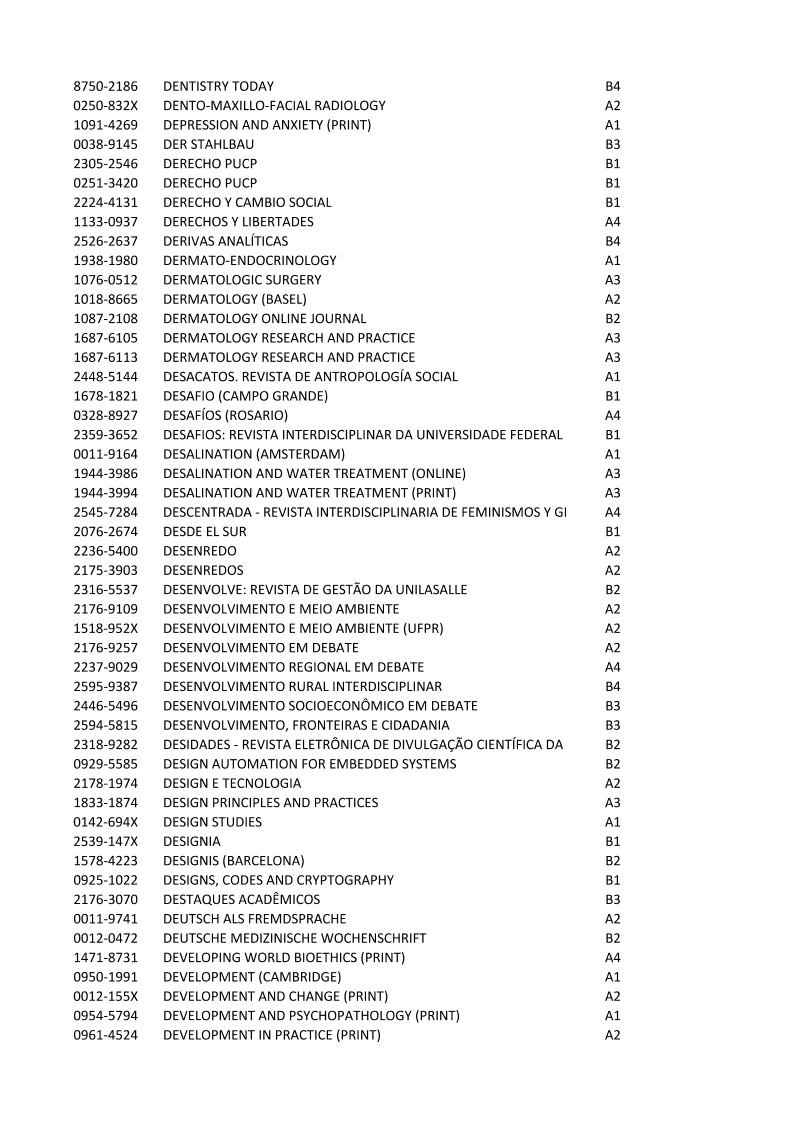 8750-2186 DENTISTRY TODAY B4
0250-832X DENTO-MAXILLO-FACIAL RADIOLOGY A2
1091-4269 DEPRESSION AND ANXIETY (PRINT) A1
0038-9145 DER STAHLBAU B3
2305-2546 DERECHO PUCP B1
0251-3420 DERECHO PUCP B1
2224-4131 DERECHO Y CAMBIO SOCIAL B1
1133-0937 DERECHOS Y LIBERTADES A4
2526-2637 DERIVAS ANALÍTICAS B4
1938-1980 DERMATO-ENDOCRINOLOGY A1
1076-0512 DERMATOLOGIC SURGERY A3
1018-8665 DERMATOLOGY (BASEL) A2
1087-2108 DERMATOLOGY ONLINE JOURNAL B2
1687-6105 DERMATOLOGY RESEARCH AND PRACTICE A3
1687-6113 DERMATOLOGY RESEARCH AND PRACTICE A3
2448-5144 DESACATOS. REVISTA DE ANTROPOLOGÍA SOCIAL A1
1678-1821 DESAFIO (CAMPO GRANDE) B1
0328-8927 DESAFÍOS (ROSARIO) A4
2359-3652 DESAFIOS: REVISTA INTERDISCIPLINAR DA UNIVERSIDADE FEDERAL B1
0011-9164 DESALINATION (AMSTERDAM) A1
1944-3986 DESALINATION AND WATER TREATMENT (ONLINE) A3
1944-3994 DESALINATION AND WATER TREATMENT (PRINT) A3
2545-7284 DESCENTRADA - REVISTA INTERDISCIPLINARIA DE FEMINISMOS Y GI A4
2076-2674 DESDE EL SUR B1
2236-5400 DESENREDO A2
2175-3903 DESENREDOS A2
2316-5537 DESENVOLVE: REVISTA DE GESTÃO DA UNILASALLE B2
2176-9109 DESENVOLVIMENTO E MEIO AMBIENTE A2
1518-952X DESENVOLVIMENTO E MEIO AMBIENTE (UFPR) A2
2176-9257 DESENVOLVIMENTO EM DEBATE A2
2237-9029 DESENVOLVIMENTO REGIONAL EM DEBATE A4
2595-9387 DESENVOLVIMENTO RURAL INTERDISCIPLINAR B4
2446-5496 DESENVOLVIMENTO SOCIOECONÔMICO EM DEBATE B3
2594-5815 DESENVOLVIMENTO, FRONTEIRAS E CIDADANIA B3
2318-9282 DESIDADES - REVISTA ELETRÔNICA DE DIVULGAÇÃO CIENTÍFICA DA B2
0929-5585 DESIGN AUTOMATION FOR EMBEDDED SYSTEMS B2
2178-1974 DESIGN E TECNOLOGIA A2
1833-1874 DESIGN PRINCIPLES AND PRACTICES A3
0142-694X DESIGN STUDIES A1
2539-147X DESIGNIA B1
1578-4223 DESIGNIS (BARCELONA) B2
0925-1022 DESIGNS, CODES AND CRYPTOGRAPHY B1
2176-3070 DESTAQUES ACADÊMICOS B3
0011-9741 DEUTSCH ALS FREMDSPRACHE A2
0012-0472 DEUTSCHE MEDIZINISCHE WOCHENSCHRIFT B2
1471-8731 DEVELOPING WORLD BIOETHICS (PRINT) A4
0950-1991 DEVELOPMENT (CAMBRIDGE) A1
0012-155X DEVELOPMENT AND CHANGE (PRINT) A2
0954-5794 DEVELOPMENT AND PSYCHOPATHOLOGY (PRINT) A1
0961-4524 DEVELOPMENT IN PRACTICE (PRINT) A2